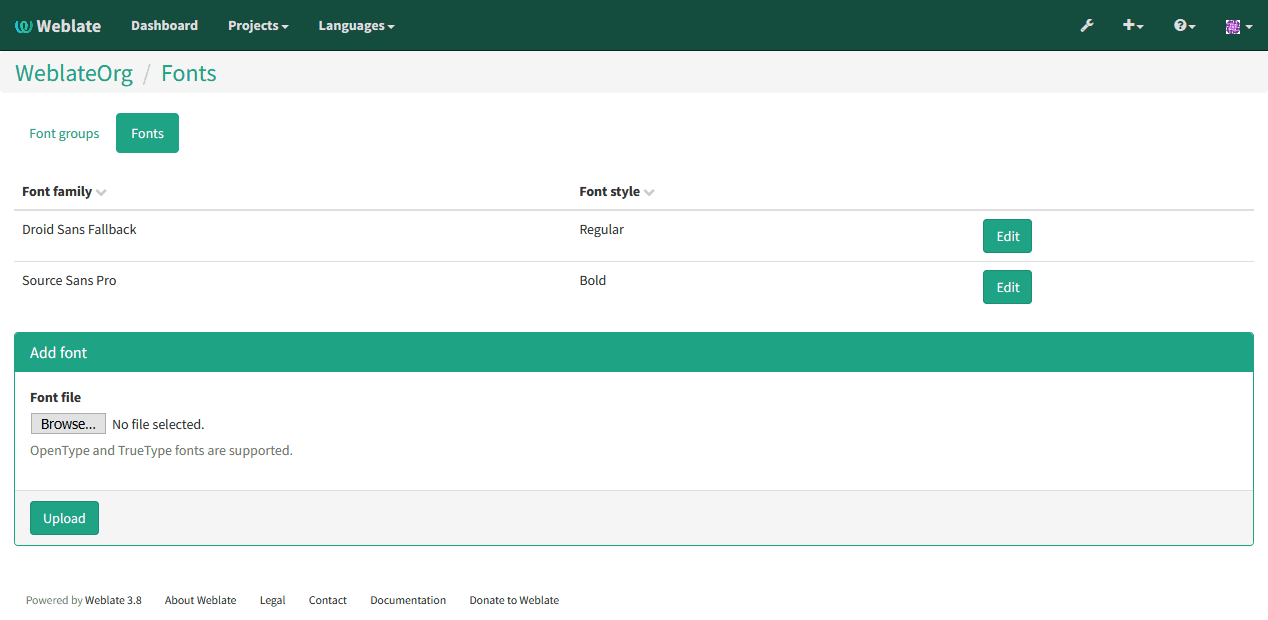 Weblate Dashboard Projects Languages
WeblateOrg / Fonts
Font groups Fonts
Font family Font style
Droid Sans Fallback Regular Edit
Source Sans Pro Bold Edit
Add font
Font file
Browse... No file selected.
OpenType and TrueType fonts are supported.
Upload
Powered by Weblate 3.8 About Weblate Legal Contact Documentation Donate to Weblate